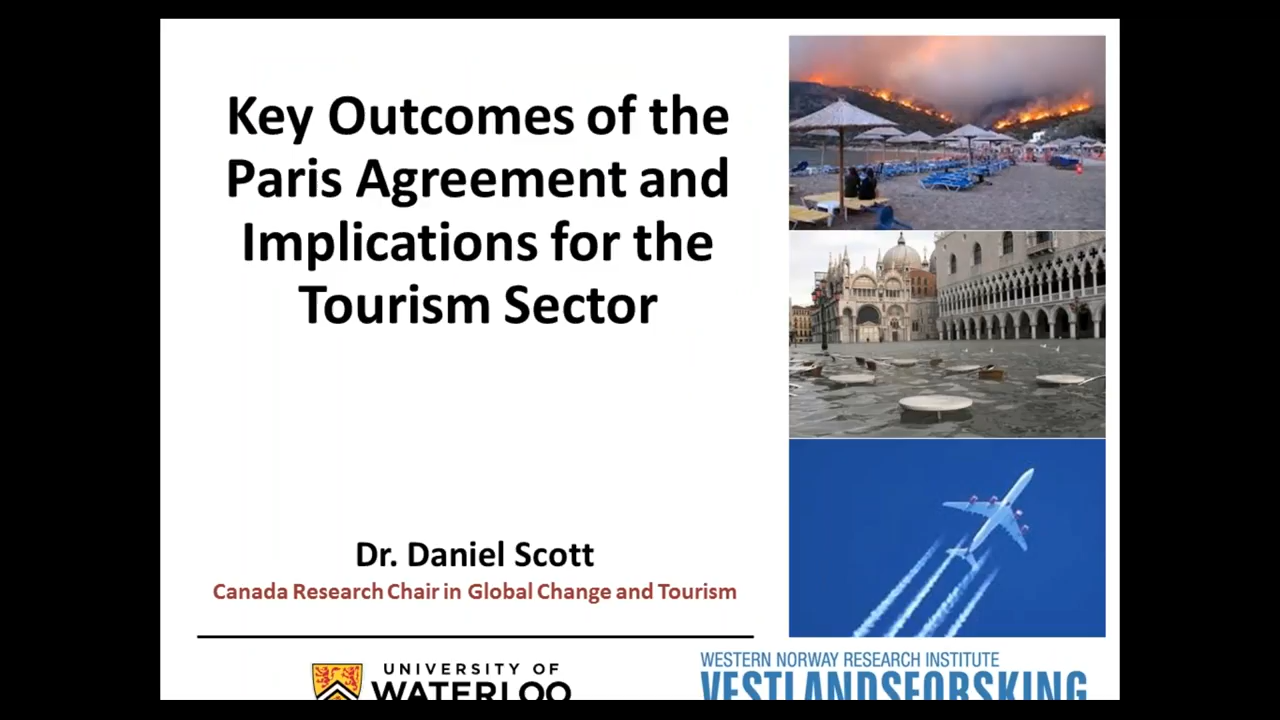 Key Outcomes of the
Paris Agreement and
Implications for the
Tourism Sector
Dr. Daniel Scott
Canada Research Chair in Global Change and Tourism
UNIVERSITY OF
WATERLOO
WESTERN NORWAY RESEARCH INSTITUTE
VESTLANDSFORSKING